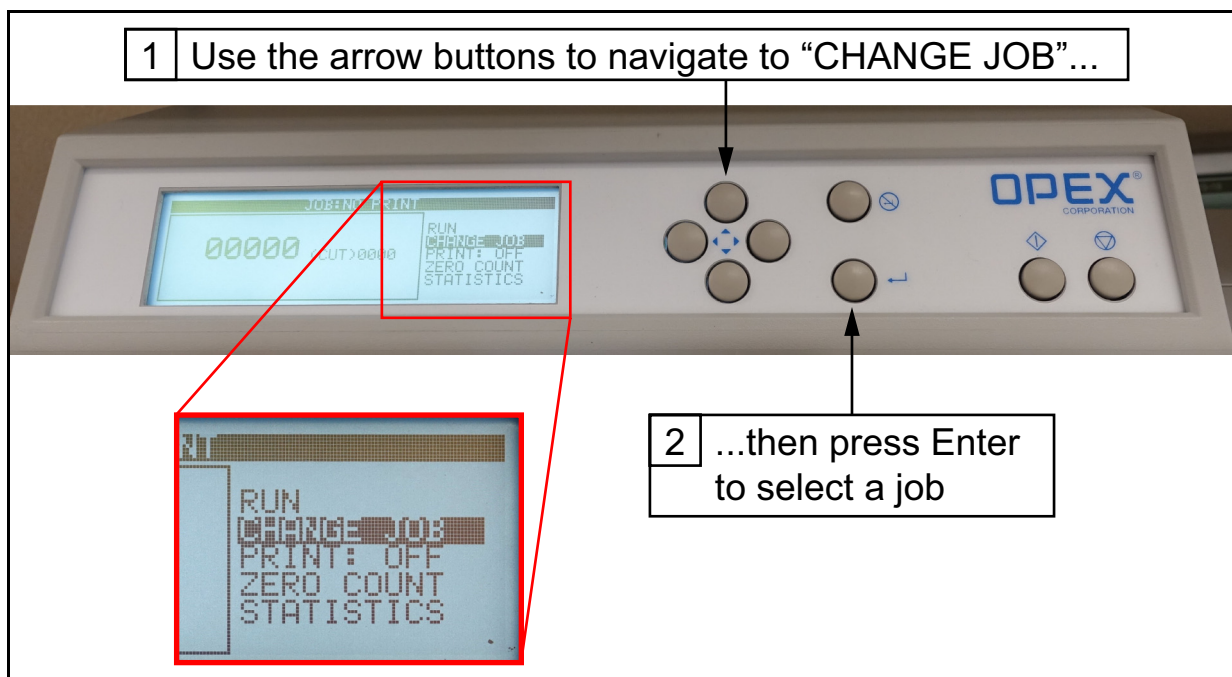 1 Use the arrow buttons to navigate to “CHANGE JOB”...
JOB:NO PRINT
00000 (CUT)0000
RUN
CHANGE JOB
PRINT: OFF
ZERO COUNT
STATISTICS
OPEX®
CORPORATION
2 ...then press Enter
to select a job
NT
RUN
CHANGE JOB
PRINT: OFF
ZERO COUNT
STATISTICS